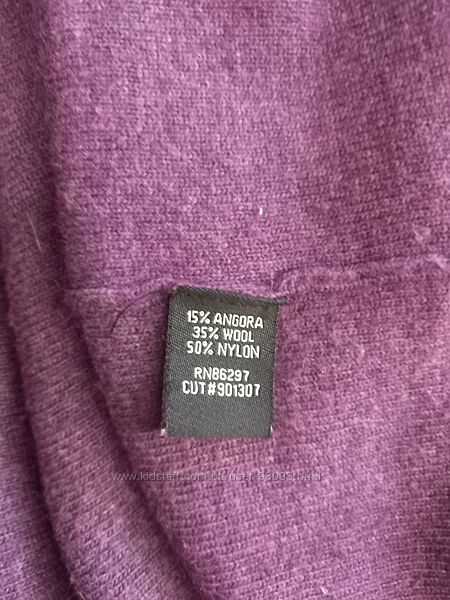 15% ANGORA
35% WOOL
50% NYLON
RN86297
CUT#901307